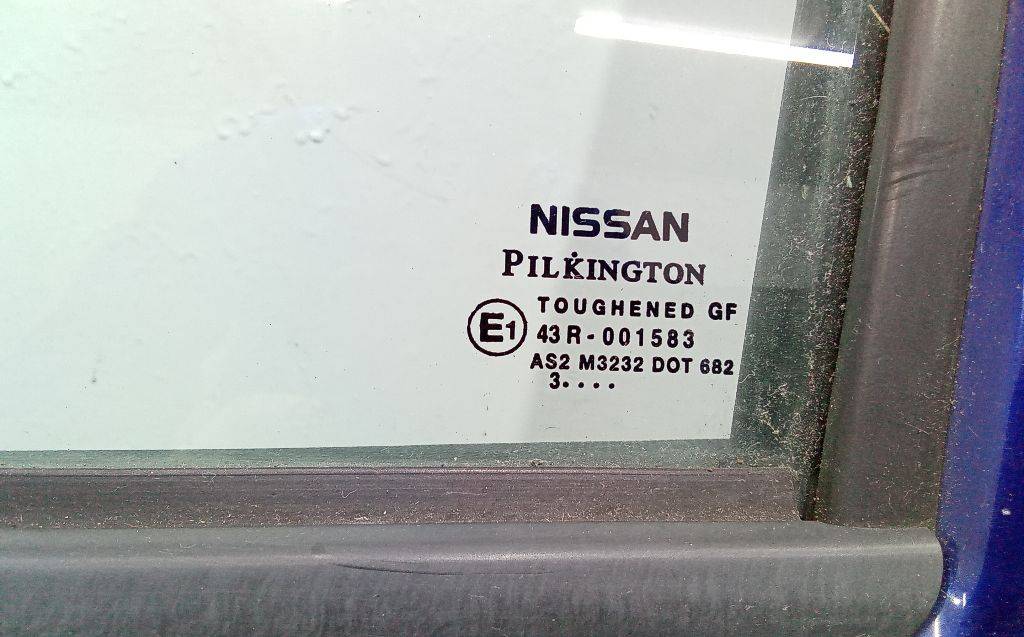 NISSAN
PILKINGTON
TOUGHENED GF
E1 43R-001583
AS2 M3232 DOT 682
3....